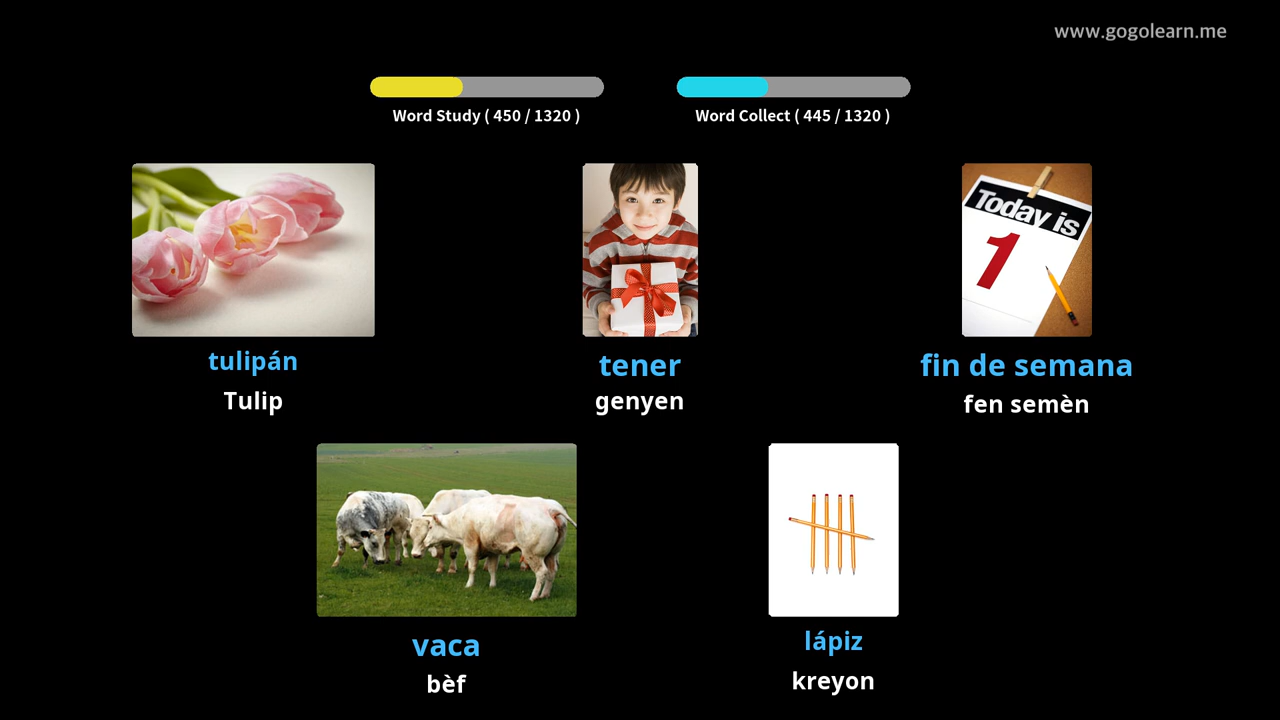 www.gogolearn.me
Word Study ( 450 / 1320 )
Word Collect ( 445 / 1320 )
Today is
1
tulipán
Tulip
tener
genyen
fin de semana
fen semèn
vaca
bèf
lápiz
kreyon